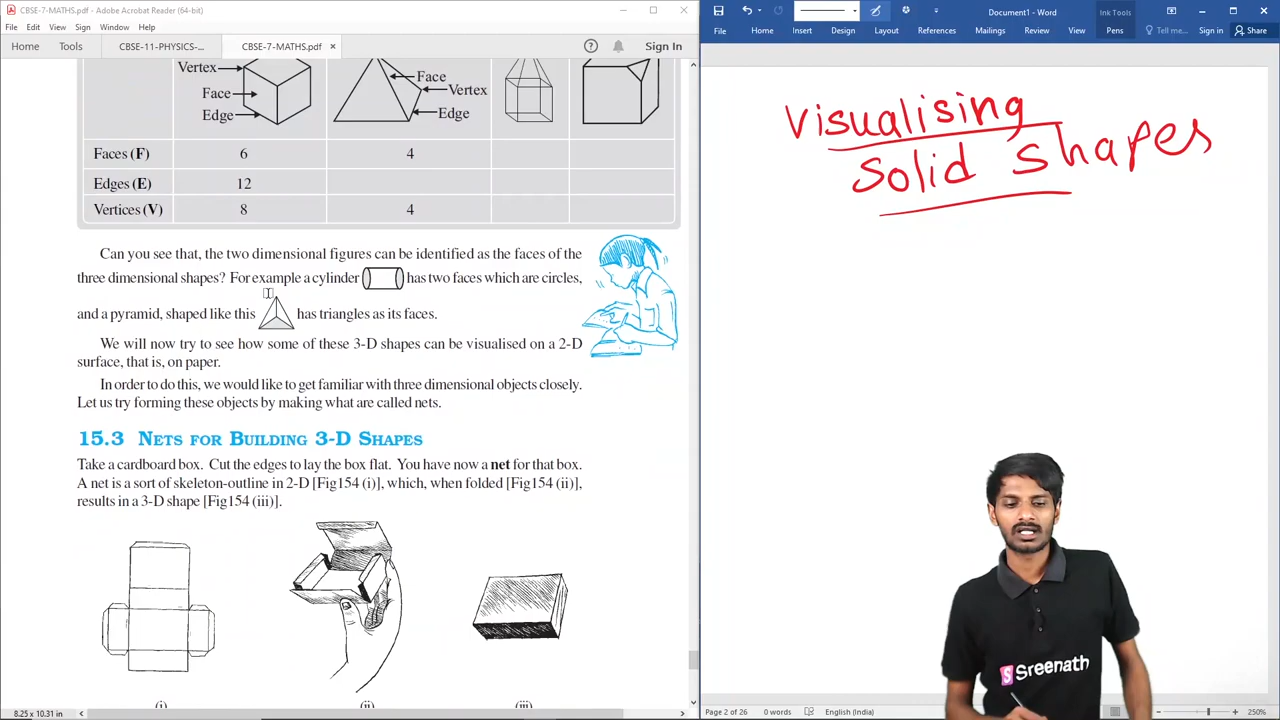 CBSE-7-MATHS.pdf - Adobe Acrobat Reader (64-bit)
File Edit View Sign Window Help
Home Tools CBSE-11-PHYSICS-... CBSE-7-MATHS.pdf × Sign In
Vertex
Face
Edge
Face
Vertex
Edge
Faces (F) 6 4
Edges (E) 12
Vertices (V) 8 4
Can you see that, the two dimensional figures can be identified as the faces of the
three dimensional shapes? For example a cylinder has two faces which are circles,
and a pyramid, shaped like this has triangles as its faces.
We will now try to see how some of these 3-D shapes can be visualised on a 2-D
surface, that is, on paper.
In order to do this, we would like to get familiar with three dimensional objects closely.
Let us try forming these objects by making what are called nets.
15.3 NETS FOR BUILDING 3-D SHAPES
Take a cardboard box. Cut the edges to lay the box flat. You have now a net for that box.
A net is a sort of skeleton-outline in 2-D [Fig154 (i)], which, when folded [Fig154 (ii)],
results in a 3-D shape [Fig154 (iii)].
(i) (ii) (iii)
8.25 x 10.31 in
Document1 - Word
Ink Tools
File Home Insert Design Layout References Mailings Review View Pens Tell me... Sign in Share
Visualising
Solid Shapes
S Sreenath
Page 2 of 26 0 words English (India) 250%